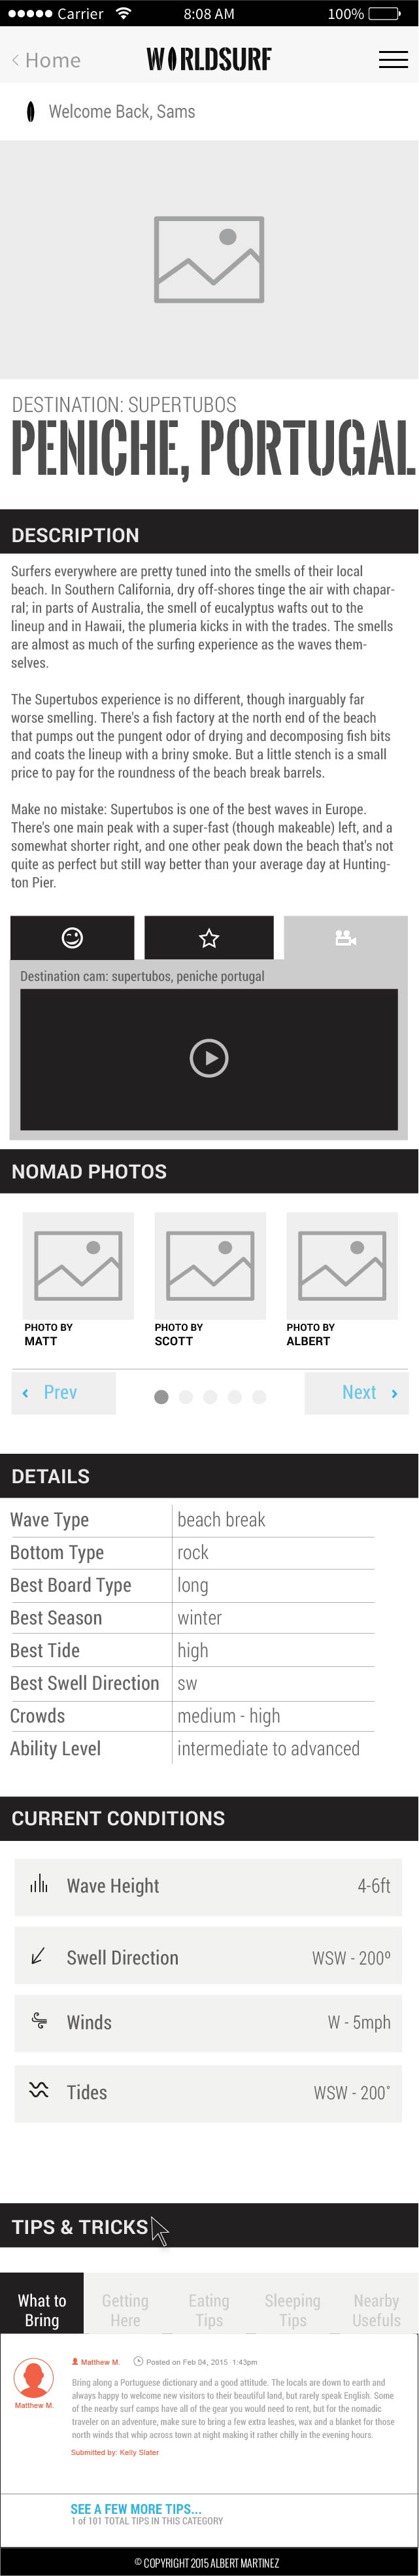 Carrier 8:08 AM 100%
< Home WORLDSURF
Welcome Back, Sams
DESTINATION: SUPERTUBOS
PENICHE, PORTUGAL
DESCRIPTION
Surfers everywhere are pretty tuned into the smells of their local
beach. In Southern California, dry off-shores tinge the air with chapar-
ral; in parts of Australia, the smell of eucalyptus wafts out to the
lineup and in Hawaii, the plumeria kicks in with the trades. The smells
are almost as much of the surfing experience as the waves them-
selves.
The Supertubos experience is no different, though inarguably far
worse smelling. There's a fish factory at the north end of the beach
that pumps out the pungent odor of drying and decomposing fish bits
and coats the lineup with a briny smoke. But a little stench is a small
price to pay for the roundness of the beach break barrels.
Make no mistake: Supertubos is one of the best waves in Europe.
There's one main peak with a super-fast (though makeable) left, and a
somewhat shorter right, and one other peak down the beach that's not
quite as perfect but still way better than your average day at Hunting-
ton Pier.
Destination cam: supertubos, peniche portugal
NOMAD PHOTOS
PHOTO BY
MATT
PHOTO BY
SCOTT
PHOTO BY
ALBERT
‹ Prev
Next ›
DETAILS
Wave Type beach break
Bottom Type rock
Best Board Type long
Best Season winter
Best Tide high
Best Swell Direction sw
Crowds medium - high
Ability Level intermediate to advanced
CURRENT CONDITIONS
Wave Height 4-6ft
Swell Direction WSW - 200º
Winds W - 5mph
Tides WSW - 200˚
TIPS & TRICKS
What to
Bring
Getting
Here
Eating
Tips
Sleeping
Tips
Nearby
Usefuls
Matthew M. Posted on Feb 04, 2015 1:43pm
Matthew M.
Bring along a Portuguese dictionary and a good attitude. The locals are down to earth and
always happy to welcome new visitors to their beautiful land, but rarely speak English. Some
of the nearby surf camps have all of the gear you would need to rent, but for the nomadic
traveler on an adventure, make sure to bring a few extra leashes, wax and a blanket for those
north winds that whip across town at night making it rather chilly in the evening hours.
Submitted by: Kelly Slater
SEE A FEW MORE TIPS...
1 of 101 TOTAL TIPS IN THIS CATEGORY
© COPYRIGHT 2015 ALBERT MARTINEZ